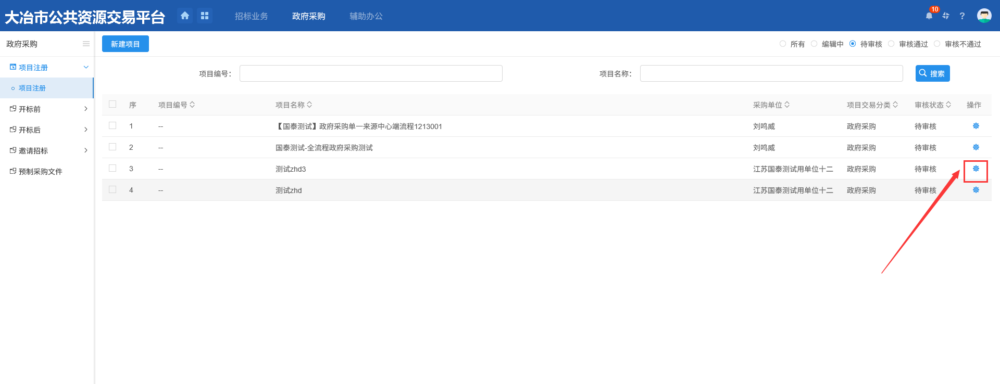 大冶市公共资源交易平台 招标业务 政府采购 辅助办公 10 ?
政府采购 新建项目 所有 编辑中 待审核 审核通过 审核不通过
项目注册
项目注册
开标前
开标后
邀请招标
预制采购文件
项目编号： 项目名称： 搜索
序 项目编号 项目名称 采购单位 项目交易分类 审核状态 操作
1 -- 【国泰测试】政府采购单一来源中心端流程1213001 刘鸣威 政府采购 待审核
2 -- 国泰测试-全流程政府采购测试 刘鸣威 政府采购 待审核
3 -- 测试zhd3 江苏国泰测试用单位十二 政府采购 待审核
4 -- 测试zhd 江苏国泰测试用单位十二 政府采购 待审核